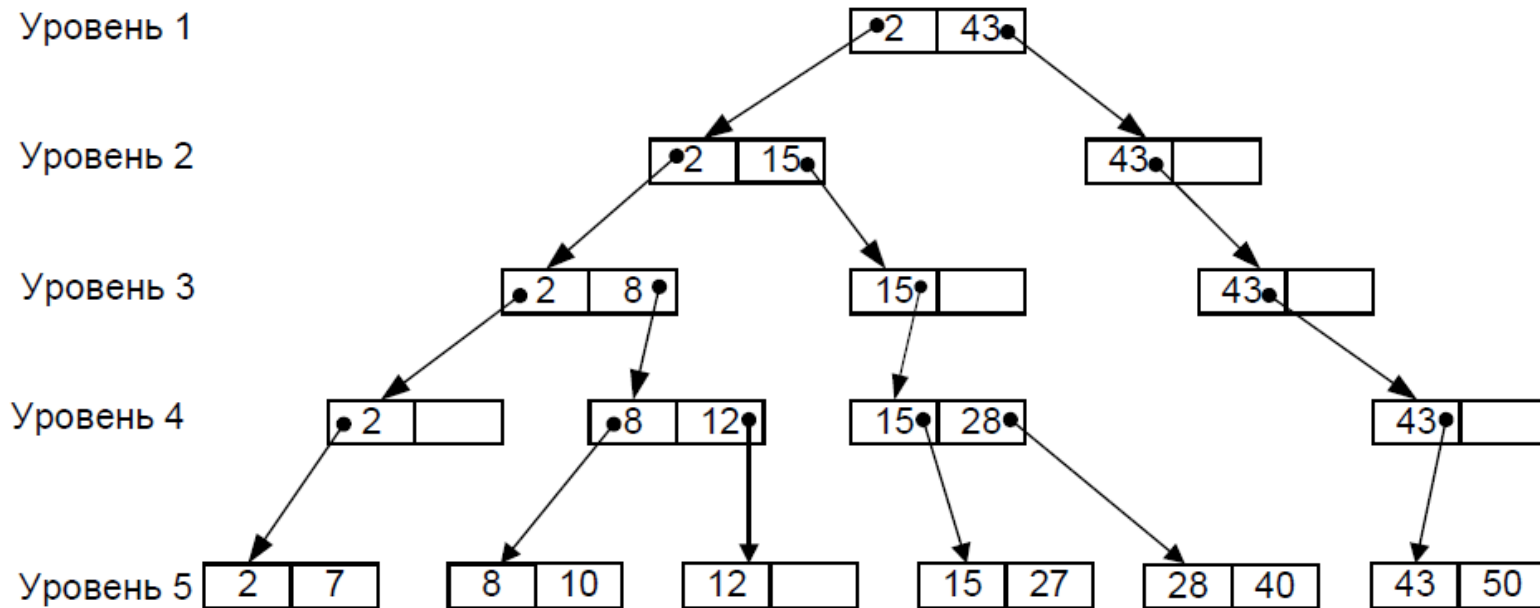 Уровень 1 2 43
Уровень 2 2 15 43
Уровень 3 2 8 15 43
Уровень 4 2 8 12 15 28 43
Уровень 5 2 7 8 10 12 15 27 28 40 43 50